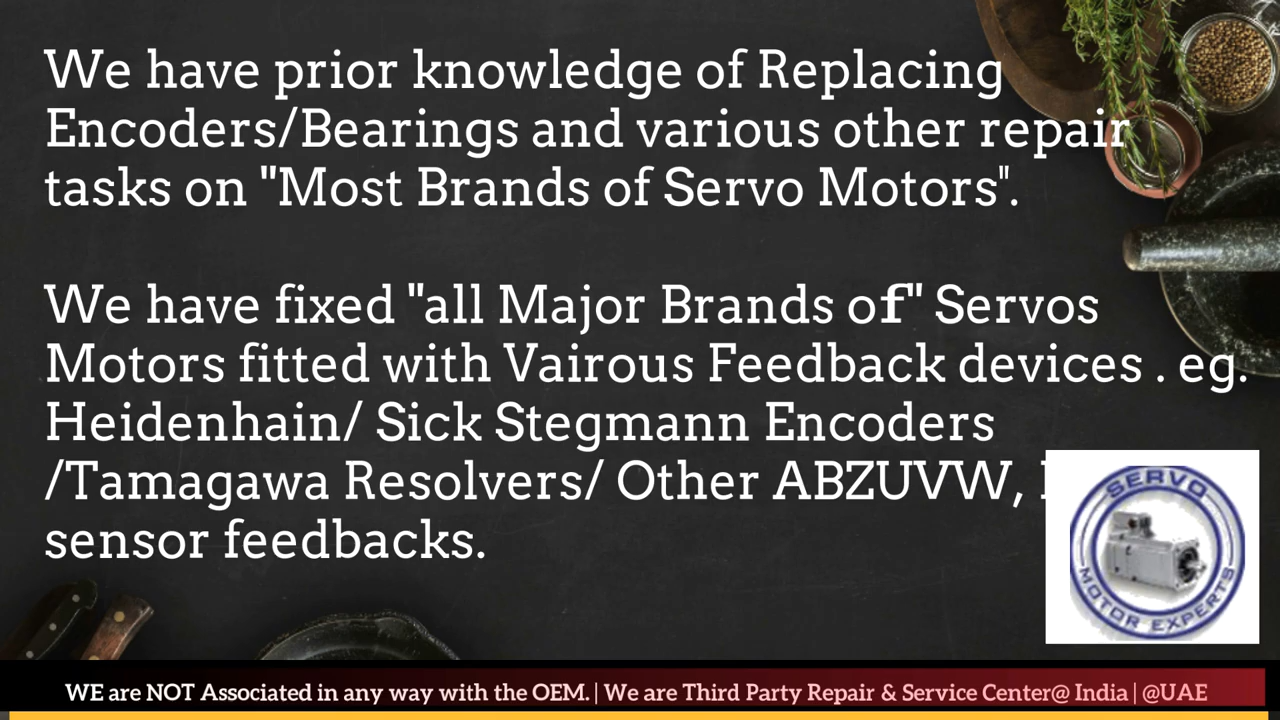 We have prior knowledge of Replacing
Encoders/Bearings and various other repair
tasks on "Most Brands of Servo Motors".
We have fixed "all Major Brands of" Servos
Motors fitted with Vairous Feedback devices . eg.
Heidenhain/ Sick Stegmann Encoders
/Tamagawa Resolvers/ Other ABZUVW,
sensor feedbacks.
SERVO
MOTOR EXPERTS
WE are NOT Associated in any way with the OEM. | We are Third Party Repair & Service Center@ India | @UAE